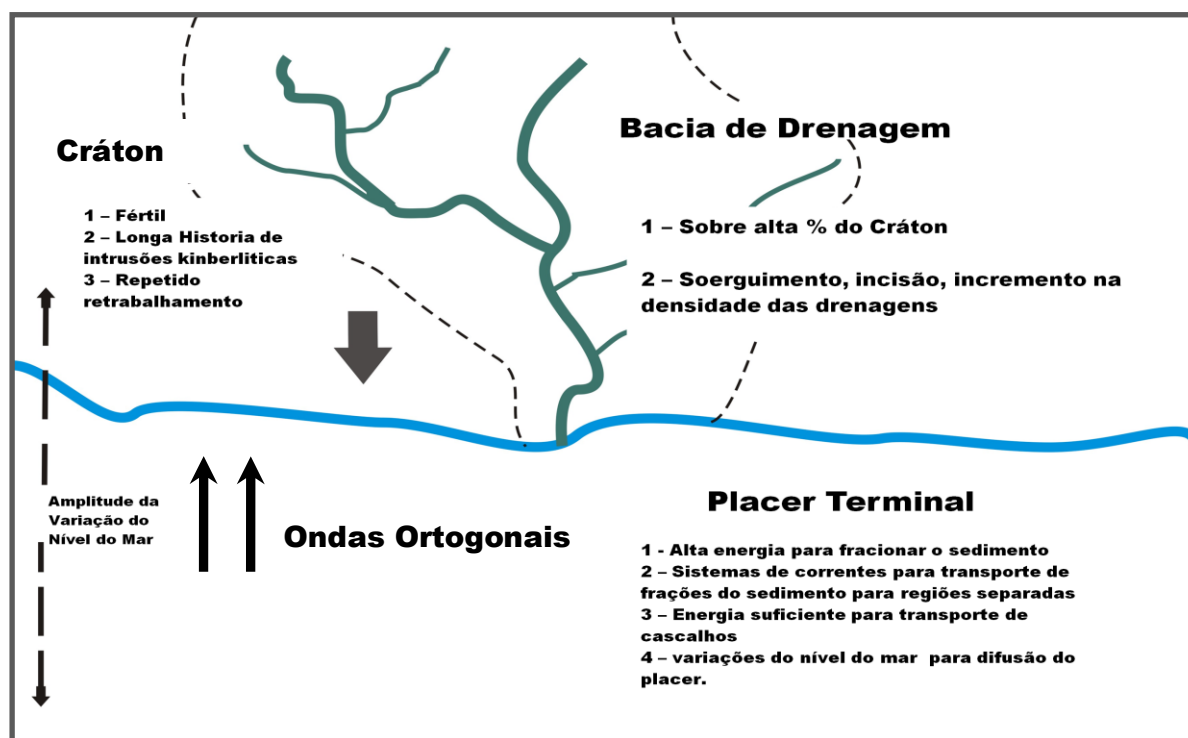 Cráton
1 – Fértil
2 – Longa Historia de
intrusões kinberliticas
3 – Repetido
retrabalhamento
Bacia de Drenagem
1 – Sobre alta % do Cráton
2 – Soerguimento, incisão, incremento na
densidade das drenagens
Amplitude da
Variação do
Nível do Mar
Ondas Ortogonais
Placer Terminal
1 - Alta energia para fracionar o sedimento
2 – Sistemas de correntes para transporte de
frações do sedimento para regiões separadas
3 – Energia suficiente para transporte de
cascalhos
4 – variações do nível do mar para difusão do
placer.